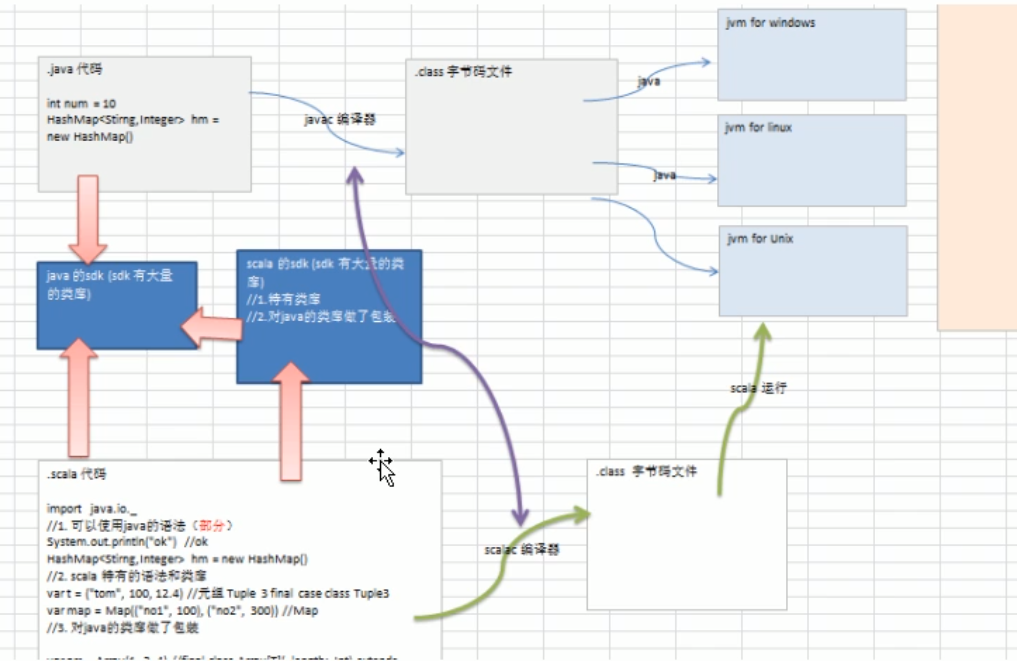 .java 代码
int num = 10
HashMap<Stirng,Integer> hm =
new HashMap()
javac 编译器
.class 字节码文件
java
java
jvm for windows
jvm for linux
jvm for Unix
java 的sdk (sdk 有大量
的类库)
scala 的sdk (sdk 有大量的类
库)
//1.特有类库
//2.对java的类库做了包装
scala 运行
.scala 代码
import java.io._
//1. 可以使用java的语法（部分）
System.out.println("ok") //ok
HashMap<Stirng,Integer> hm = new HashMap()
//2. scala 特有的语法和类库
var t = ("tom", 100, 12.4) //元组 Tuple 3 final case class Tuple3
var map = Map(("no1", 100), ("no2", 300)) //Map
//3. 对java的类库做了包装
scalac 编译器
.class 字节码文件